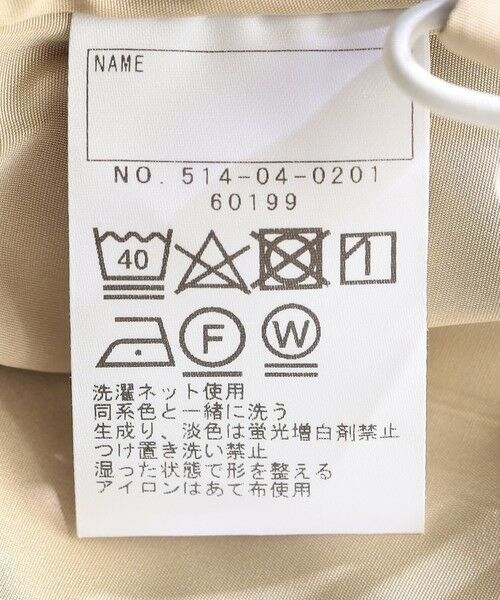 NAME
NO. 514-04-0201
60199
40
F W
洗濯ネット使用
同系色と一緒に洗う
生成り、淡色は蛍光増白剤禁止
つけ置き洗い禁止
湿った状態で形を整える
アイロンはあて布使用